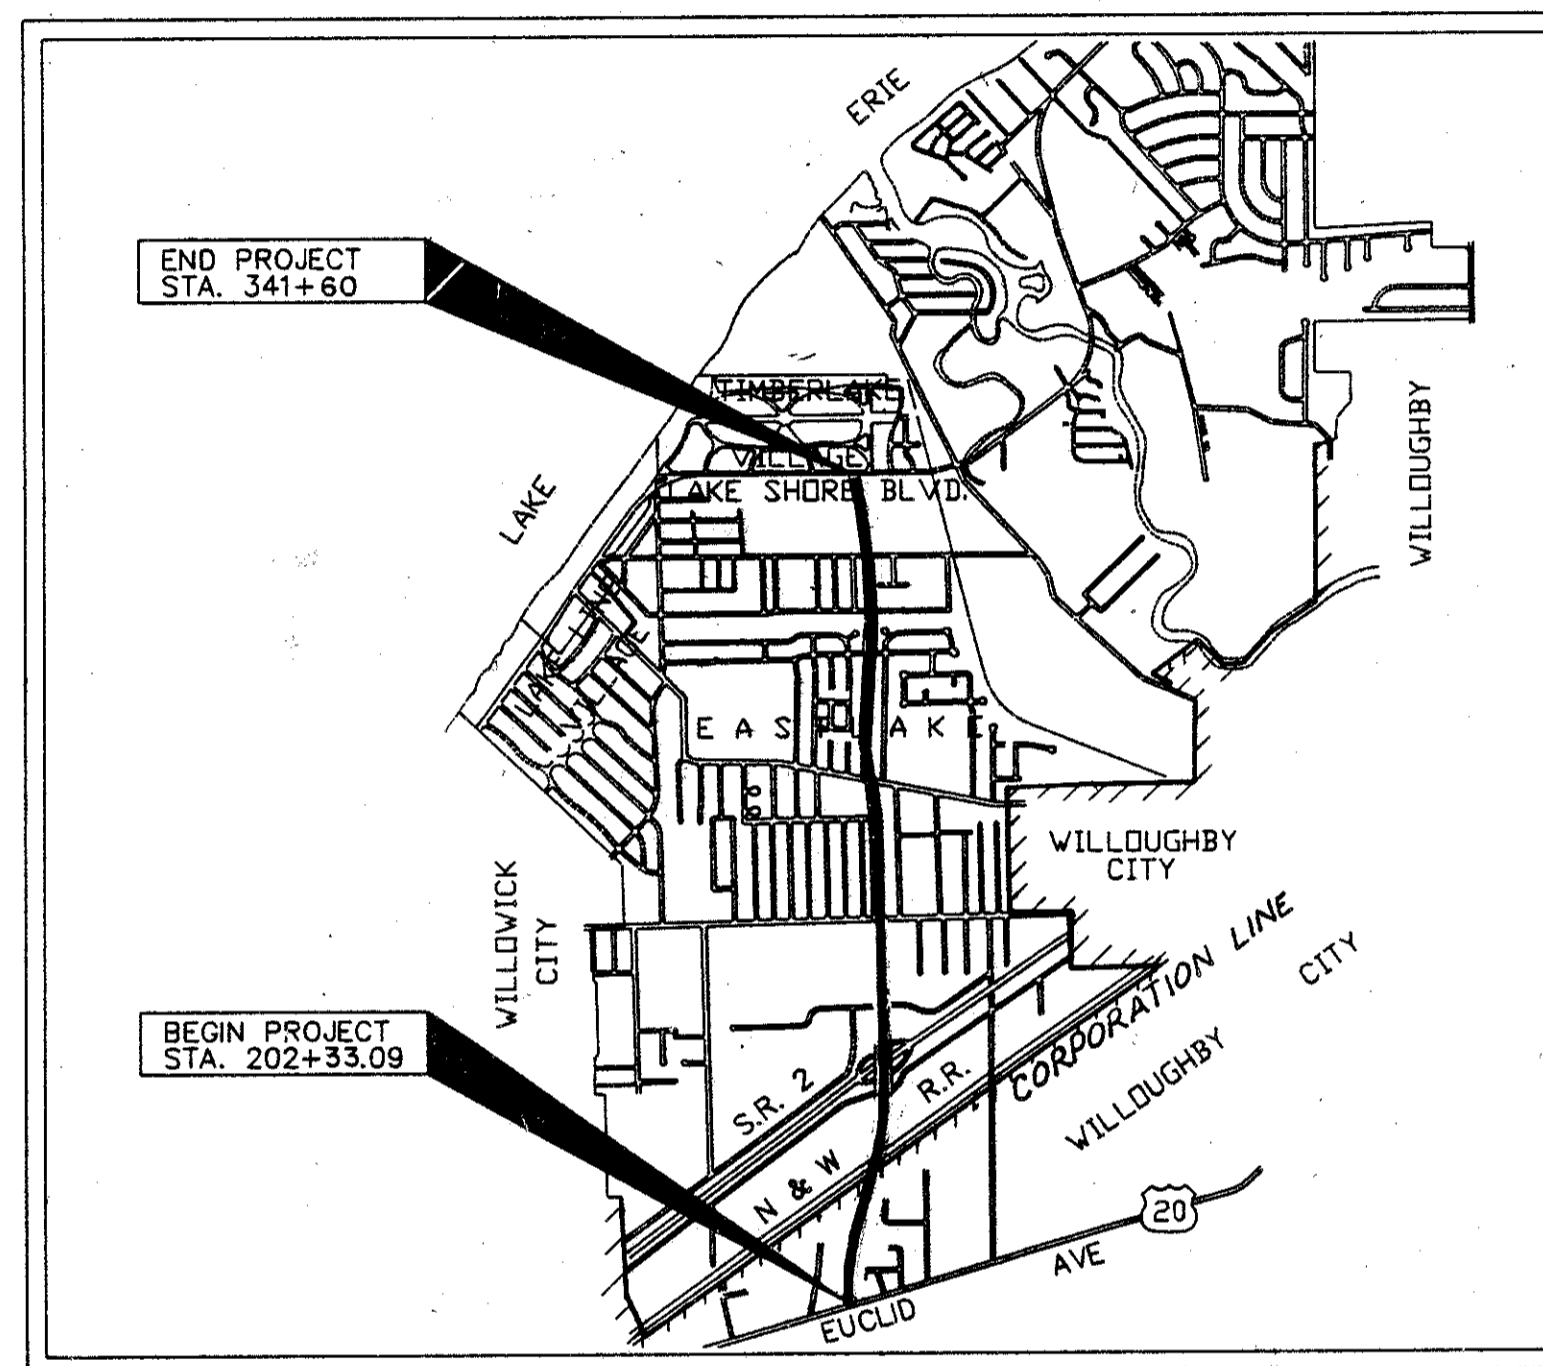 ERIE
END PROJECT
STA. 341+60
TIMBERLAKE
VILLAGE
LAKE SHORE BLVD.
LAKE
WILLOUGHBY
VILLAGE
EASTLAKE
WILLOUGHBY
CITY
WILLOWICK
CITY
CORPORATION LINE
CITY
WILLOUGHBY
BEGIN PROJECT
STA. 202+33.09
S.R. 2
R.R.
N & W
20
AVE
EUCLID